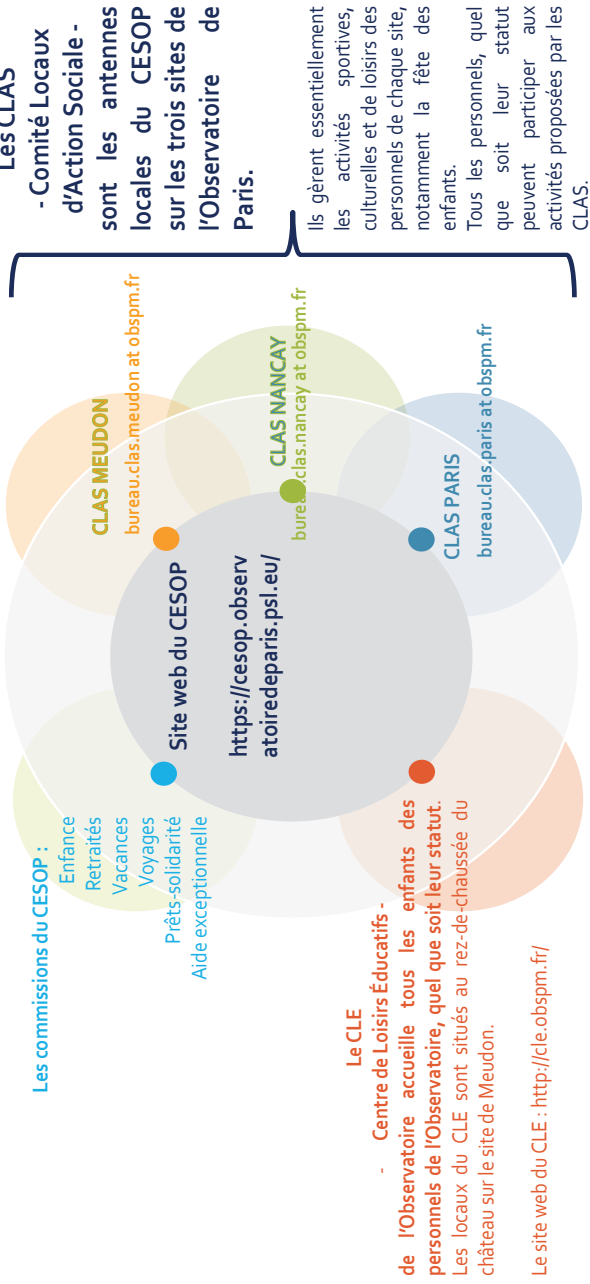 Les commissions du CESOP :
Enfance
Retraités
Vacances
Voyages
Prêts-solidarité
Aide exceptionnelle
Le CLE
- Centre de Loisirs Éducatifs -
de l'Observatoire accueille tous les enfants des
personnels de l'Observatoire, quel que soit leur statut.
Les locaux du CLE sont situés au rez-de-chaussée du
château sur le site de Meudon.
Le site web du CLE : http://cle.obspm.fr/
Site web du CESOP
https://cesop.observ
atoiredeparis.psl.eu/
CLAS MEUDON
bureau.clas.meudon at obspm.fr
CLAS NANCAY
bureau.clas.nancay at obspm.fr
CLAS PARIS
bureau.clas.paris at obspm.fr
Les CLAS
- Comité Locaux
d'Action Sociale -
sont les antennes
locales du CESOP
sur les trois sites de
l'Observatoire de
Paris.
Ils gèrent essentiellement
les activités sportives,
culturelles et de loisirs des
personnels de chaque site,
notamment la fête des
enfants.
Tous les personnels, quel
que soit leur statut
peuvent participer aux
activités proposées par les
CLAS.